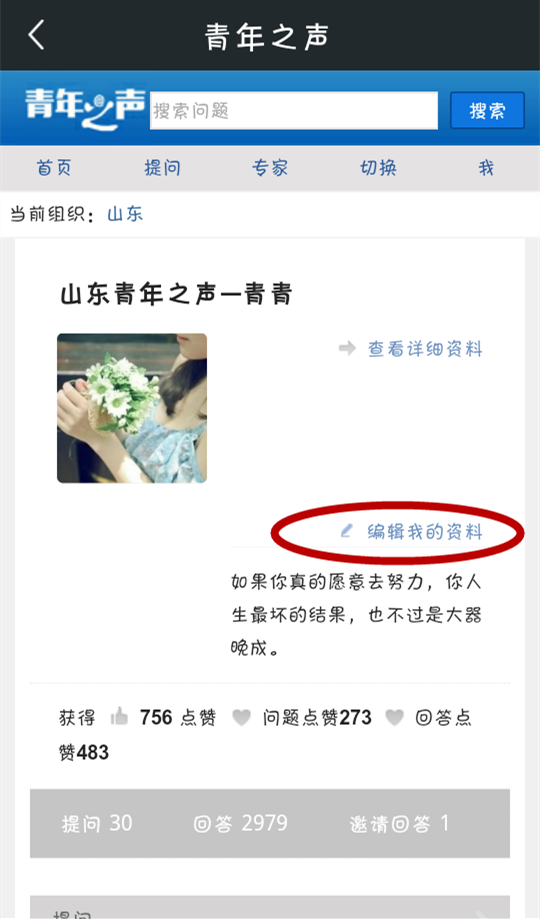 青年之声
青年之声 搜索问题 搜索
首页 提问 专家 切换 我
当前组织：山东
山东青年之声—青青
查看详细资料
编辑我的资料
如果你真的愿意去努力，你人
生最坏的结果，也不过是大器
晚成。
获得 756 点赞 问题点赞273 回答点
赞483
提问 30 回答 2979 邀请回答 1
提问